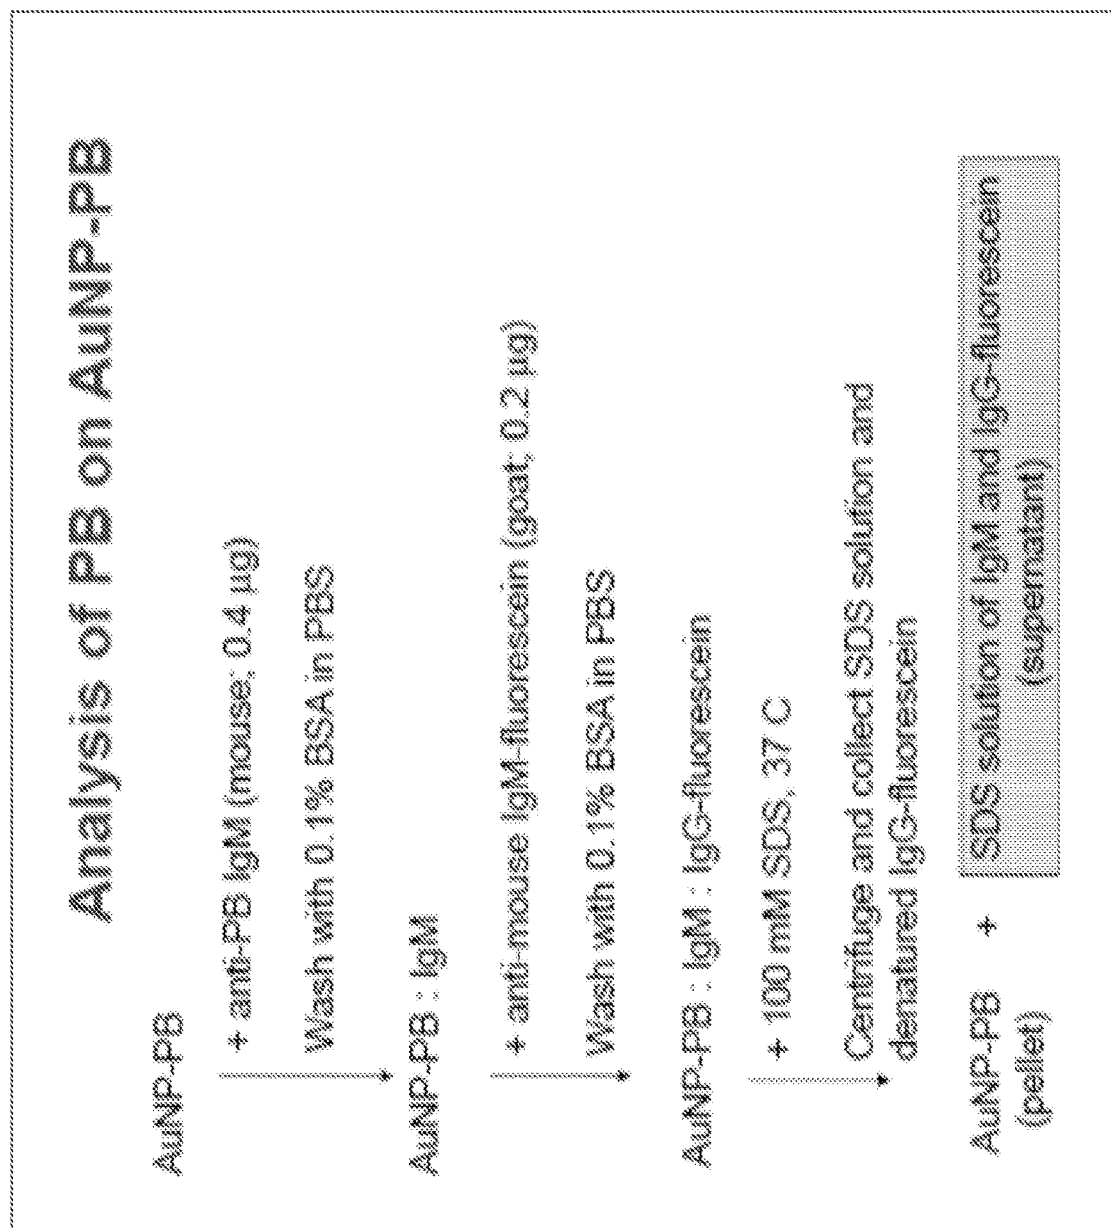 Analysis of PB on AuNP-PB
AuNP-PB
+ anti-PB IgM (mouse; 0.4 µg)
Wash with 0.1% BSA in PBS
AuNP-PB : IgM
+ anti-mouse IgM-fluorescein (goat; 0.2 µg)
Wash with 0.1% BSA in PBS
AuNP-PB : IgM : IgG-fluorescein
+ 100 mM SDS, 37 C
Centrifuge and collect SDS solution and
denatured IgG-fluorescein
AuNP-PB + SDS solution of IgM and IgG-fluorescein
(pellet) (supernatant)